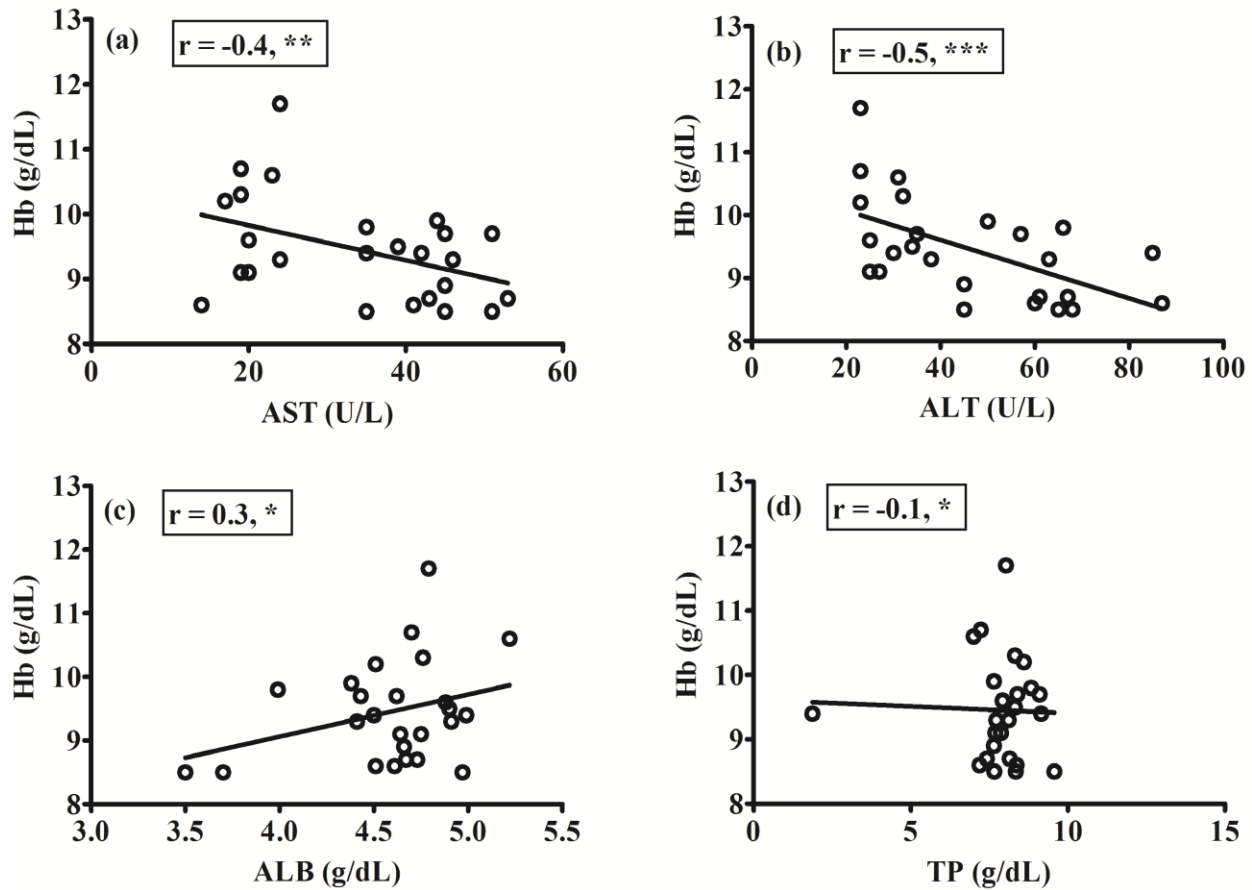 (a)
r = -0.4, **
13
12
11
10
9
8
Hb (g/dL)
0
20
40
60
AST (U/L)
(b)
r = -0.5, ***
13
12
11
10
9
8
Hb (g/dL)
0
20
40
60
80
100
ALT (U/L)
(c)
r = 0.3, *
13
12
11
10
9
8
Hb (g/dL)
3.0
3.5
4.0
4.5
5.0
5.5
ALB (g/dL)
(d)
r = -0.1, *
13
12
11
10
9
8
Hb (g/dL)
0
5
10
15
TP (g/dL)